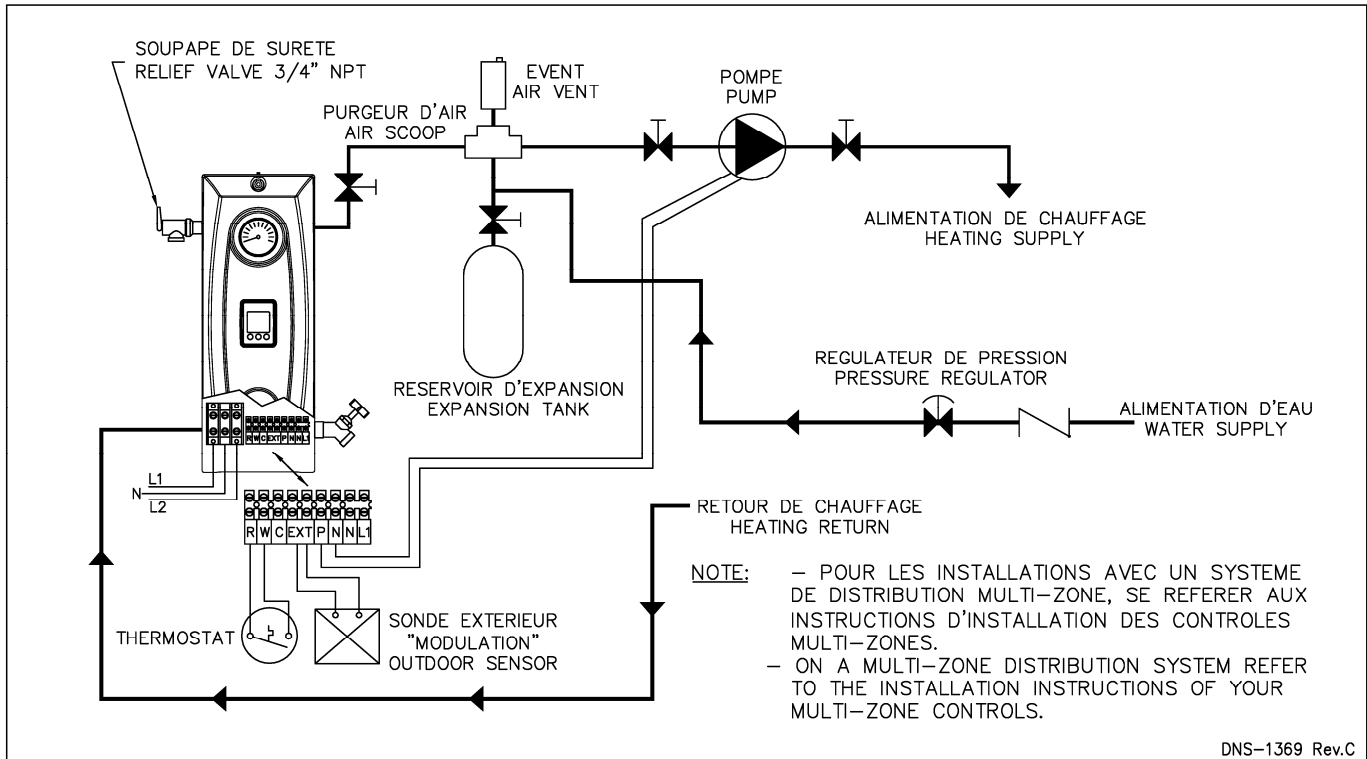 SOUPAPE DE SURETE
RELIEF VALVE 3/4" NPT
EVENT
AIR VENT
PURGEUR D'AIR
AIR SCOOP
POMPE
PUMP
ALIMENTATION DE CHAUFFAGE
HEATING SUPPLY
RESERVOIR D'EXPANSION
EXPANSION TANK
REGULATEUR DE PRESSION
PRESSURE REGULATOR
ALIMENTATION D'EAU
WATER SUPPLY
R W C EXT P N N L1
L1
N
L2
R W C EXT P N N L1
RETOUR DE CHAUFFAGE
HEATING RETURN
THERMOSTAT
SONDE EXTERIEUR
"MODULATION"
OUTDOOR SENSOR
NOTE: – POUR LES INSTALLATIONS AVEC UN SYSTEME
DE DISTRIBUTION MULTI–ZONE, SE REFERER AUX
INSTRUCTIONS D'INSTALLATION DES CONTROLES
MULTI–ZONES.
– ON A MULTI–ZONE DISTRIBUTION SYSTEM REFER
TO THE INSTALLATION INSTRUCTIONS OF YOUR
MULTI–ZONE CONTROLS.
DNS–1369 Rev.C